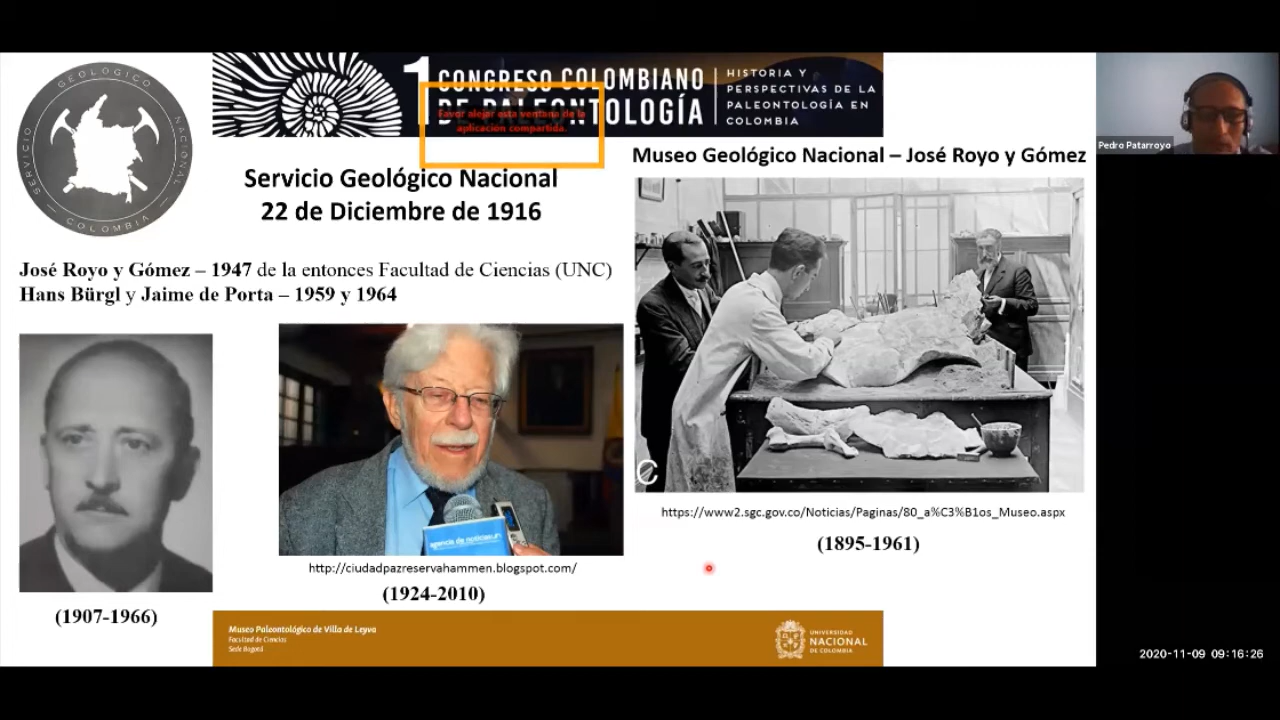 SERVICIO GEOLÓGICO NACIONAL
COLOMBIA
1 CONGRESO COLOMBIANO
DE PALEONTOLOGÍA
HISTORIA Y
PERSPECTIVAS DE LA
PALEONTOLOGÍA EN
COLOMBIA
Favor alejar esta ventana de la
aplicación compartida.
Pedro Patarroyo
Servicio Geológico Nacional
22 de Diciembre de 1916
Museo Geológico Nacional – José Royo y Gómez
José Royo y Gómez – 1947 de la entonces Facultad de Ciencias (UNC)
Hans Bürgl y Jaime de Porta – 1959 y 1964
agencia de noticias un
https://www2.sgc.gov.co/Noticias/Paginas/80_a%C3%B1os_Museo.aspx
(1895-1961)
http://ciudadpazreservahammen.blogspot.com/
(1924-2010)
(1907-1966)
Museo Paleontológico de Villa de Leyva
Facultad de Ciencias
Sede Bogotá
UNIVERSIDAD
NACIONAL
DE COLOMBIA
2020-11-09 09:16:26